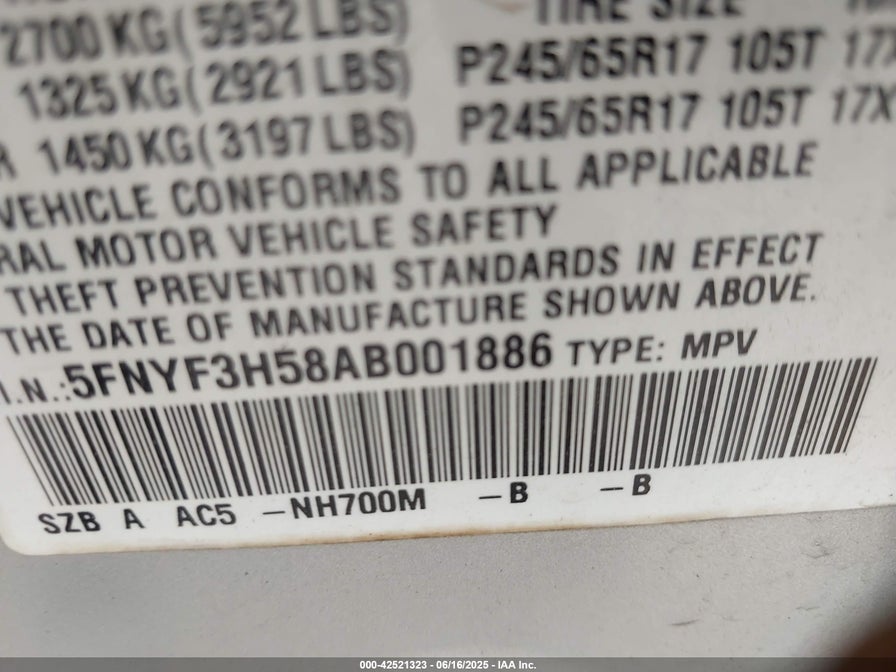 2700 KG ( 5952 LBS) TIRE SIZE
1325 KG ( 2921 LBS) P245/65R17 105T 17X
R 1450 KG ( 3197 LBS) P245/65R17 105T 17X
VEHICLE CONFORMS TO ALL APPLICABLE
RAL MOTOR VEHICLE SAFETY
THEFT PREVENTION STANDARDS IN EFFECT
THE DATE OF MANUFACTURE SHOWN ABOVE.
I.N.: 5FNYF3H58AB001886 TYPE: MPV
SZB A AC5 -NH700M -B -B
000-42521323 - 06/16/2025 - IAA Inc.